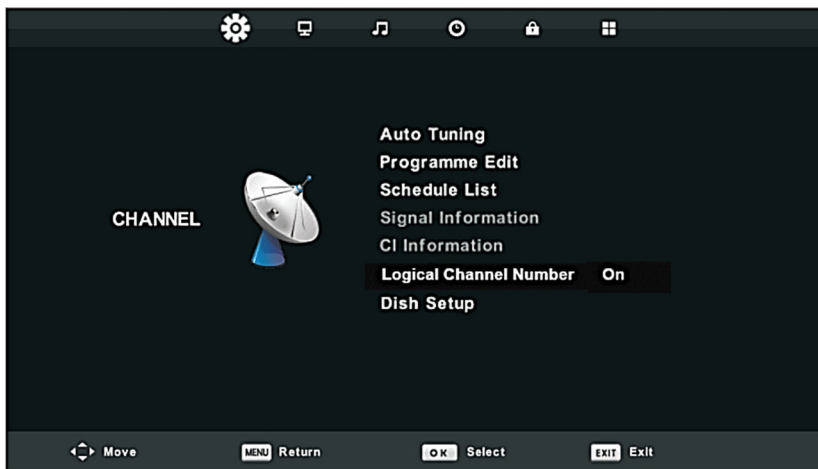 Auto Tuning
Programme Edit
Schedule List
Signal Information
CHANNEL
CI Information
Logical Channel Number On
Dish Setup
Move MENU Return OK Select EXIT Exit